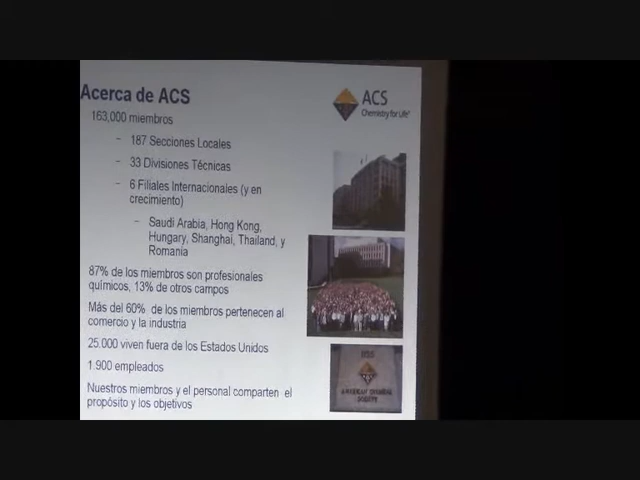 Acerca de ACS
ACS
Chemistry for Life®
163,000 miembros
– 187 Secciones Locales
– 33 Divisiones Técnicas
– 6 Filiales Internacionales (y en
crecimiento)
– Saudi Arabia, Hong Kong,
Hungary, Shanghai, Thailand, y
Romania
87% de los miembros son profesionales
químicos, 13% de otros campos
Más del 60% de los miembros pertenecen al
comercio y la industria
25.000 viven fuera de los Estados Unidos
1.900 empleados
Nuestros miembros y el personal comparten el
propósito y los objetivos
AMERICAN CHEMICAL
SOCIETY